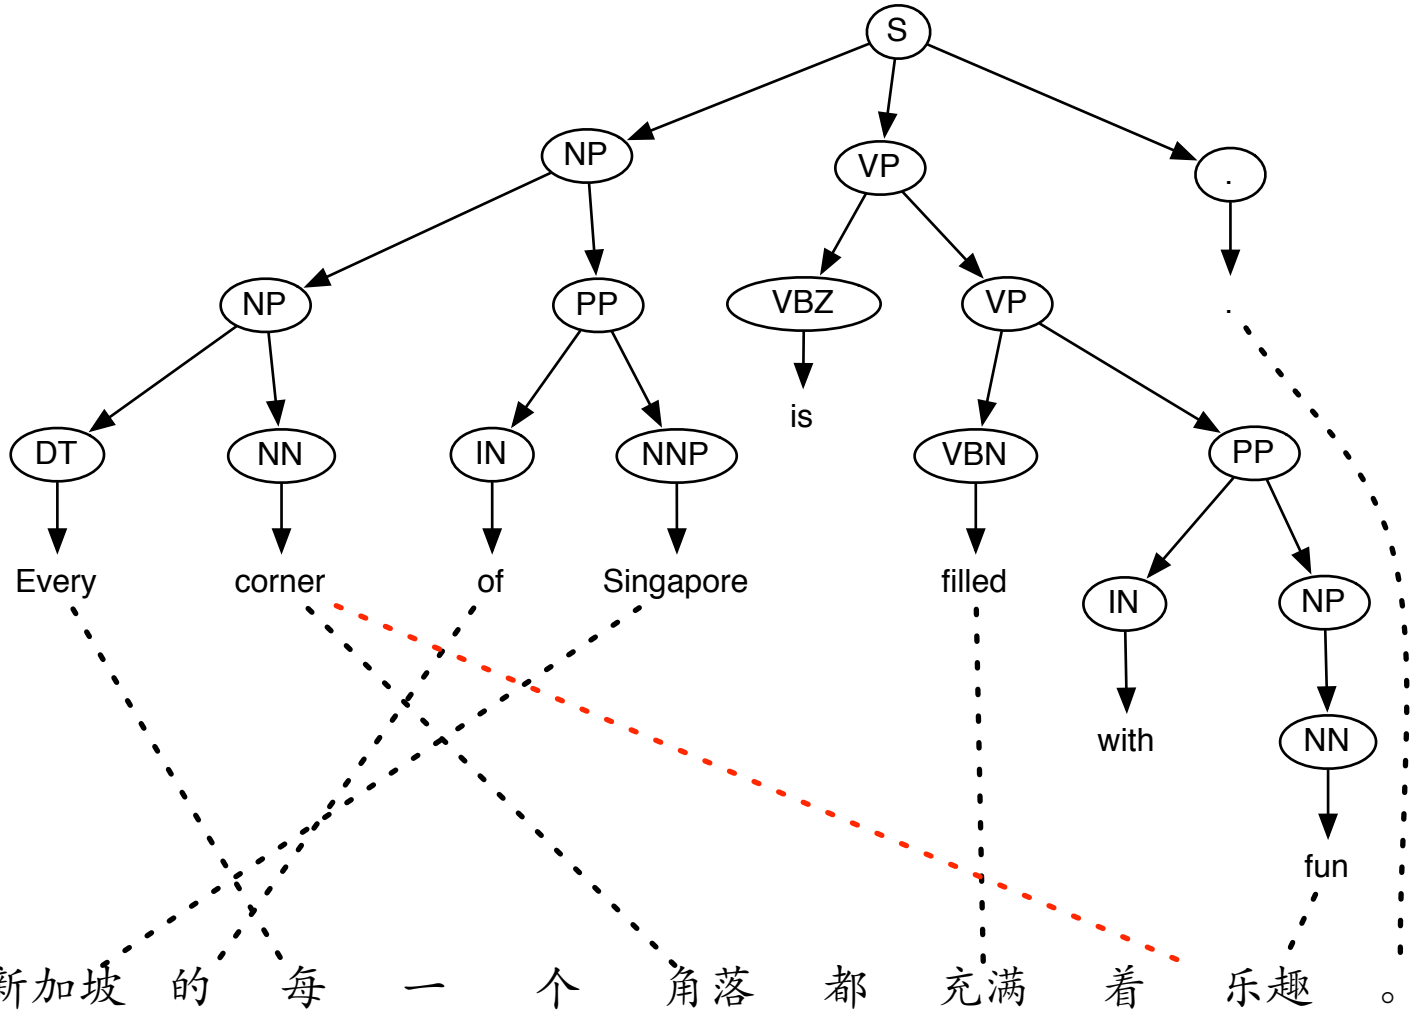 S
NP VP .
NP PP VBZ VP .
DT NN IN NNP is VBN PP
Every corner of Singapore filled IN NP
with NN
fun
新加坡 的 每 一 个 角落 都 充满 着 乐趣 。